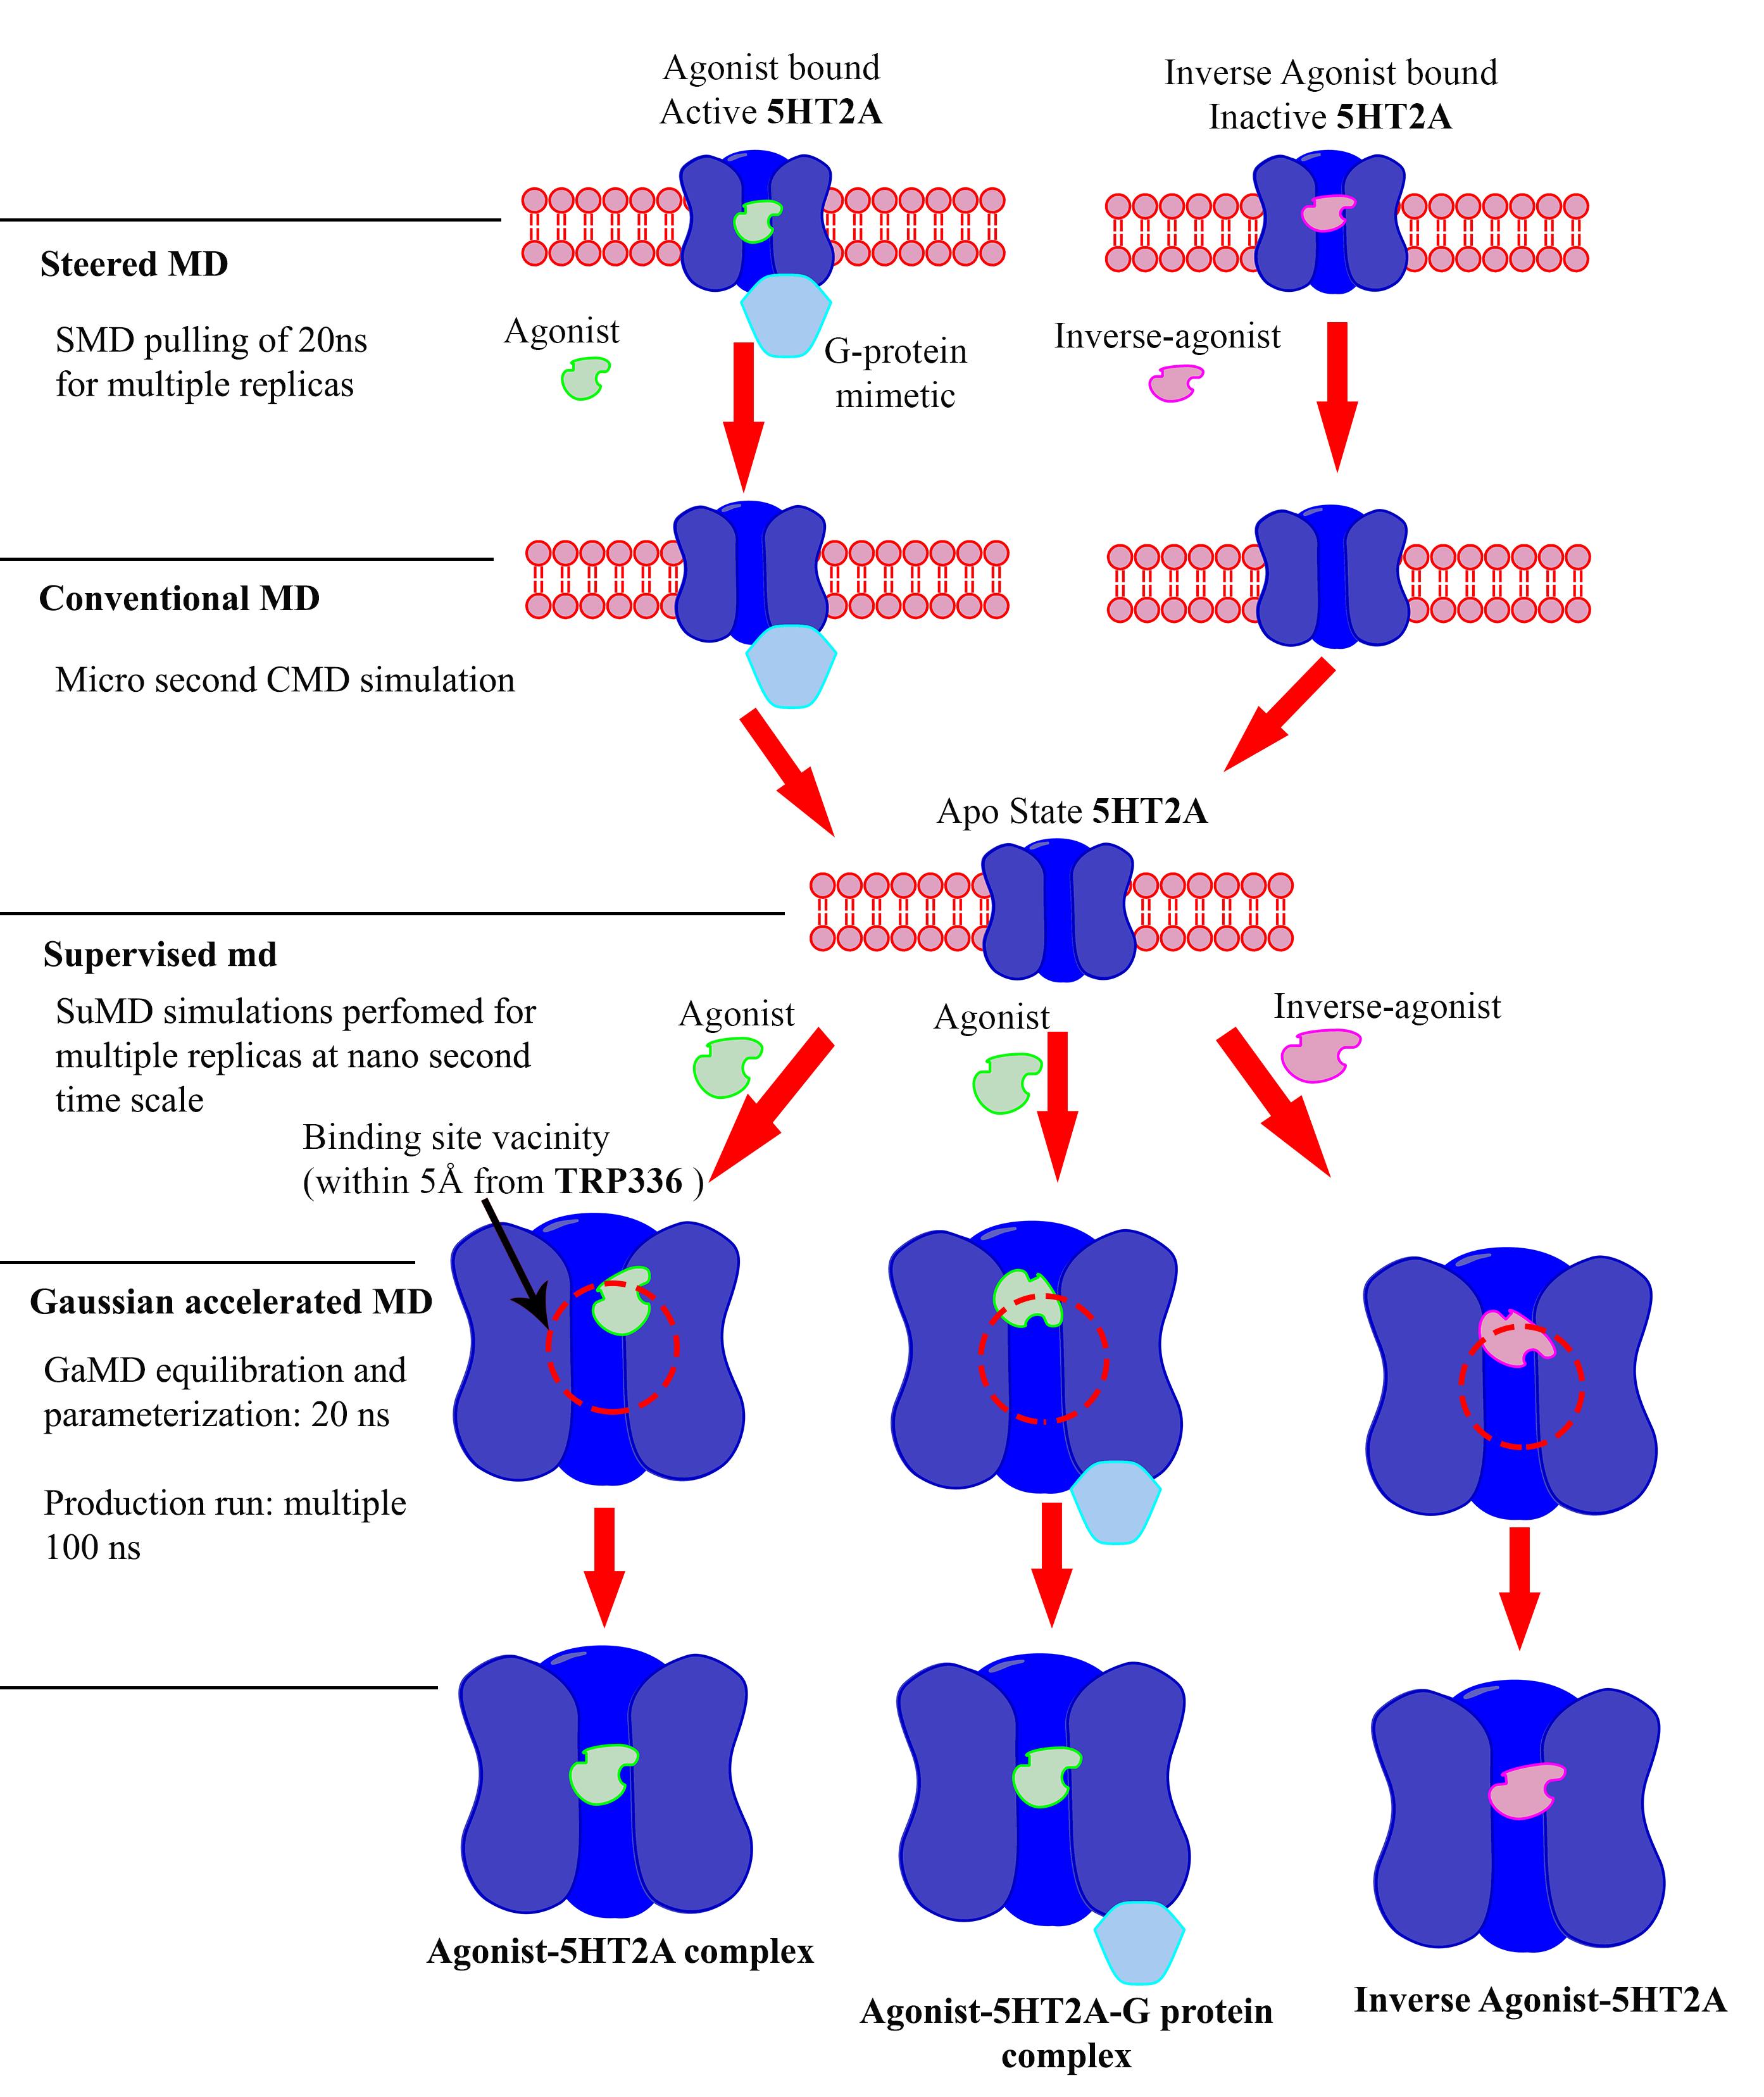 Agonist bound
Active 5HT2A
Inverse Agonist bound
Inactive 5HT2A
Steered MD
SMD pulling of 20ns
for multiple replicas
Agonist
G-protein
mimetic
Inverse-agonist
Conventional MD
Micro second CMD simulation
Apo State 5HT2A
Supervised md
SuMD simulations perfomed for
multiple replicas at nano second
time scale
Agonist
Agonist
Inverse-agonist
Binding site vacinity
(within 5Å from TRP336 )
Gaussian accelerated MD
GaMD equilibration and
parameterization: 20 ns
Production run: multiple
100 ns
Agonist-5HT2A complex
Agonist-5HT2A-G protein
complex
Inverse Agonist-5HT2A